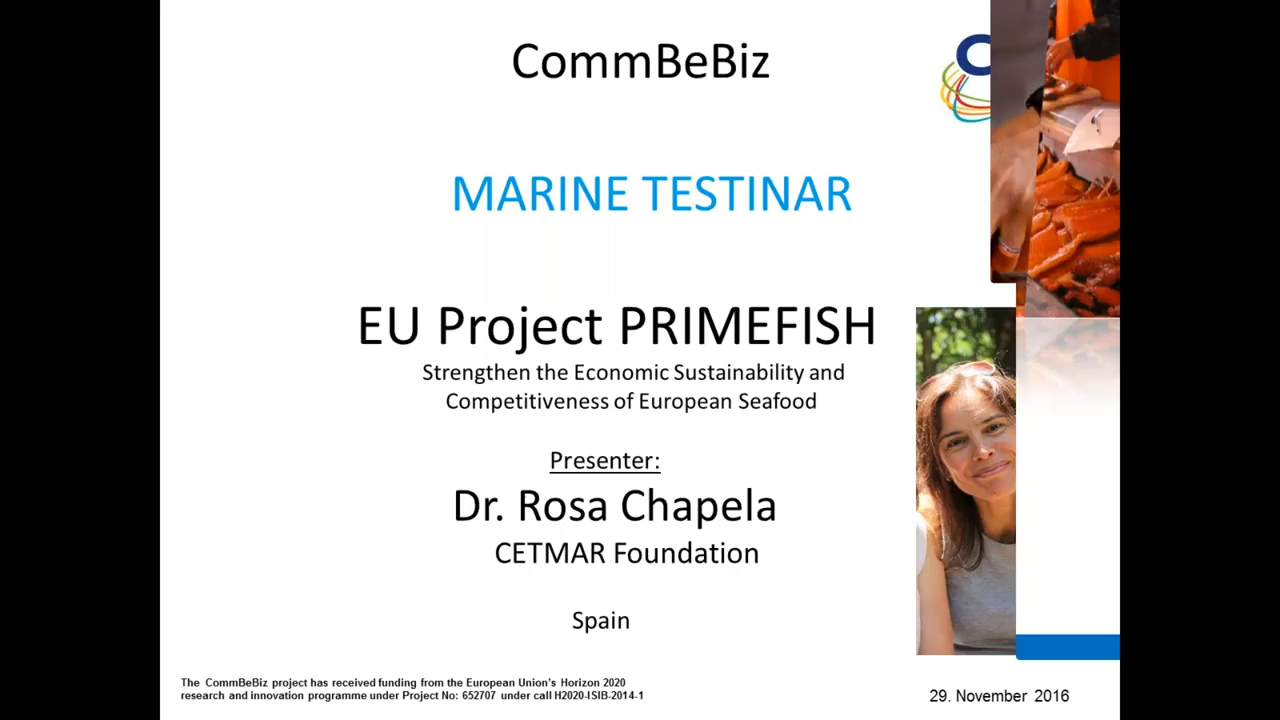 CommBeBiz
MARINE TESTINAR
EU Project PRIMEFISH
Strengthen the Economic Sustainability and
Competitiveness of European Seafood
Presenter:
Dr. Rosa Chapela
CETMAR Foundation
Spain
The CommBeBiz project has received funding from the European Union's Horizon 2020
research and innovation programme under Project No: 652707 under call H2020-ISIB-2014-1
29. November 2016